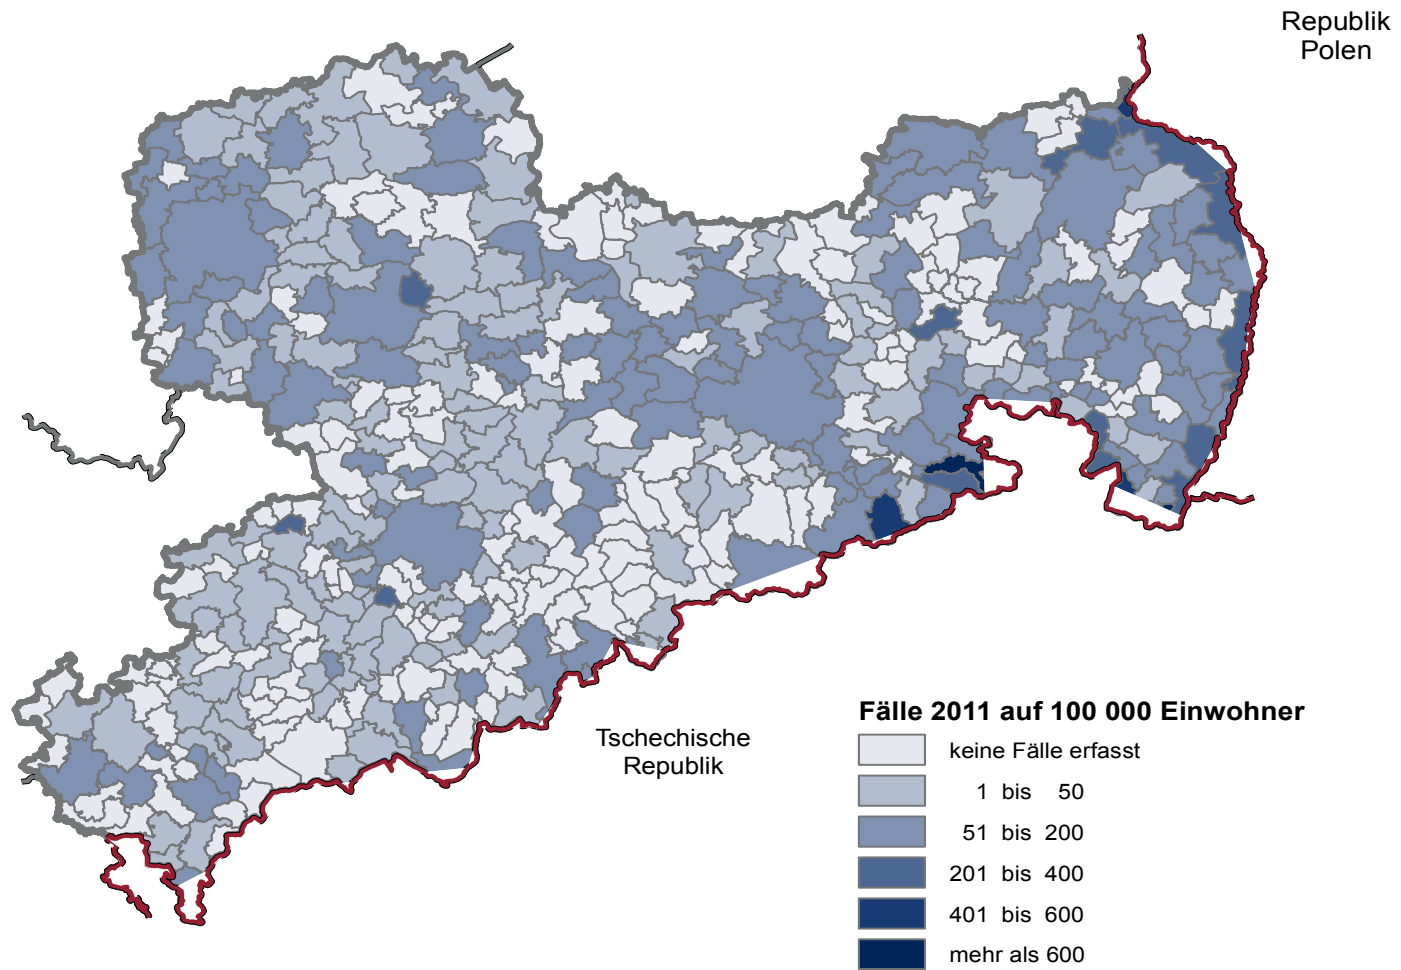 Republik
Polen
Tschechische
Republik
Fälle 2011 auf 100 000 Einwohner
keine Fälle erfasst
1 bis 50
51 bis 200
201 bis 400
401 bis 600
mehr als 600